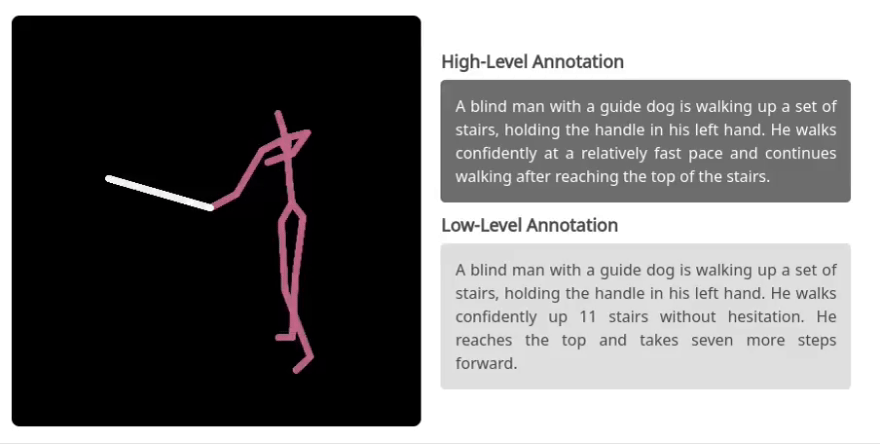 High-Level Annotation
A blind man with a guide dog is walking up a set of
stairs, holding the handle in his left hand. He walks
confidently at a relatively fast pace and continues
walking after reaching the top of the stairs.
Low-Level Annotation
A blind man with a guide dog is walking up a set of
stairs, holding the handle in his left hand. He walks
confidently up 11 stairs without hesitation. He
reaches the top and takes seven more steps
forward.